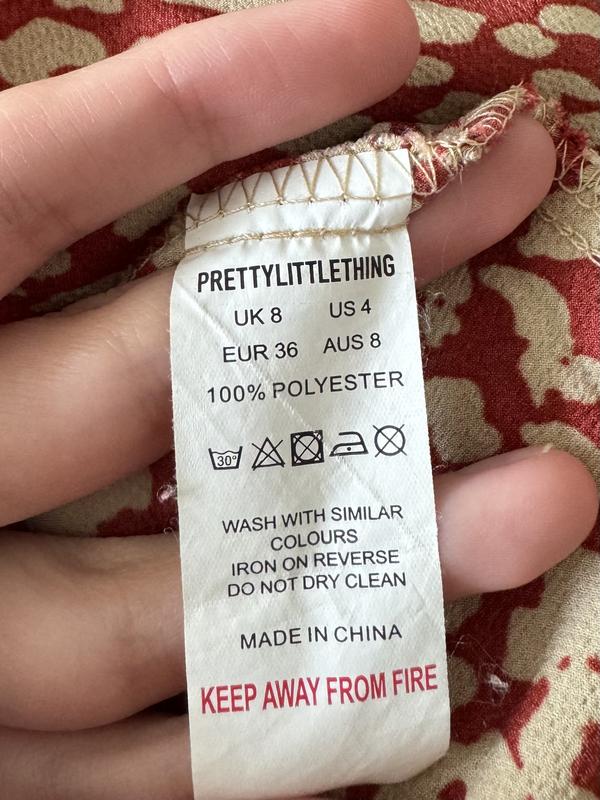 PRETTYLITTLETHING
UK 8 US 4
EUR 36 AUS 8
100% POLYESTER
30°
WASH WITH SIMILAR
COLOURS
IRON ON REVERSE
DO NOT DRY CLEAN
MADE IN CHINA
KEEP AWAY FROM FIRE